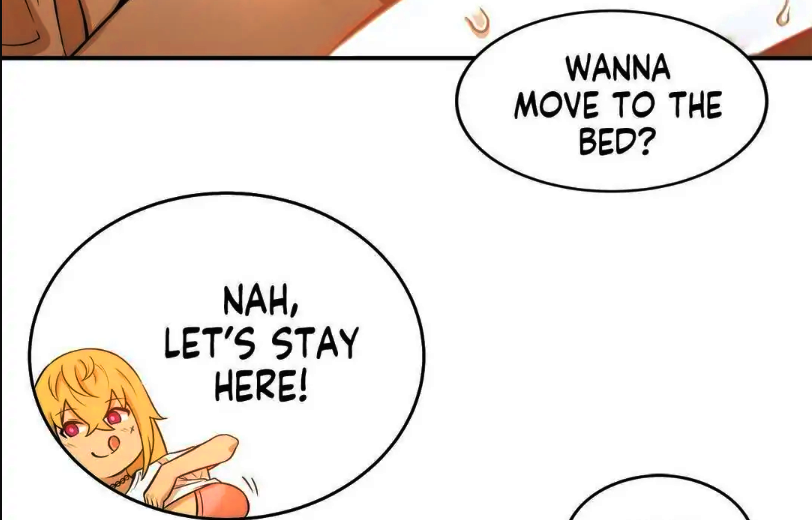 WANNA
MOVE TO THE
BED?
NAH,
LET'S STAY
HERE!